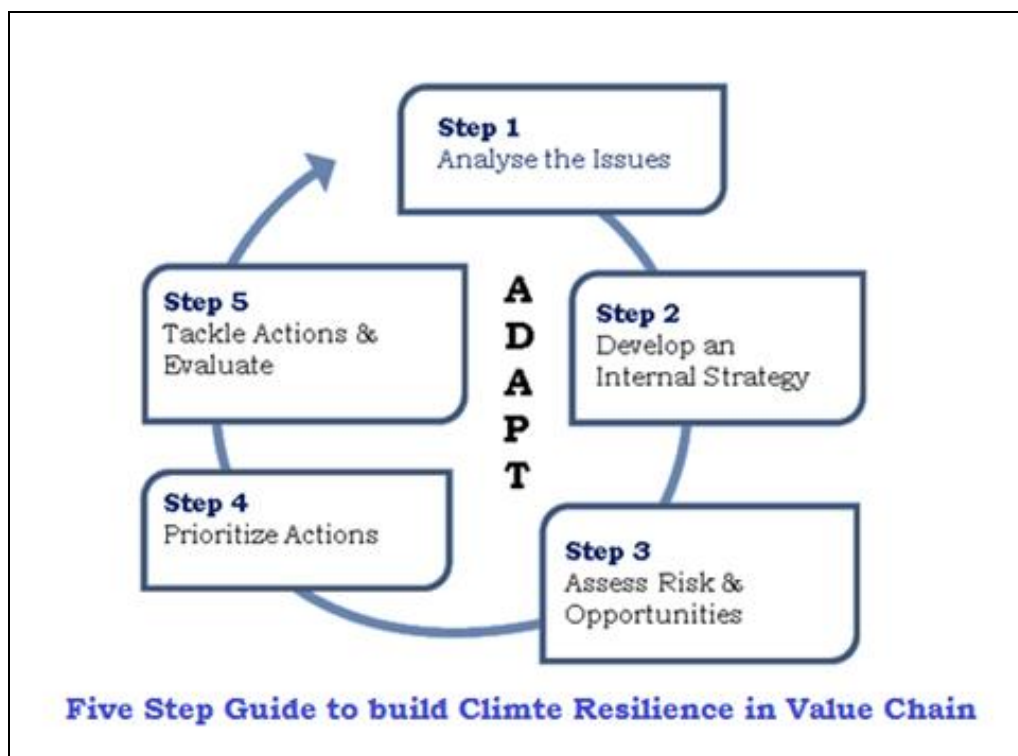 Step 1
Analyse the Issues
Step 2
Develop an
Internal Strategy
Step 3
Assess Risk &
Opportunities
Step 4
Prioritize Actions
Step 5
Tackle Actions &
Evaluate
A
D
A
P
T
Five Step Guide to build Climte Resilience in Value Chain